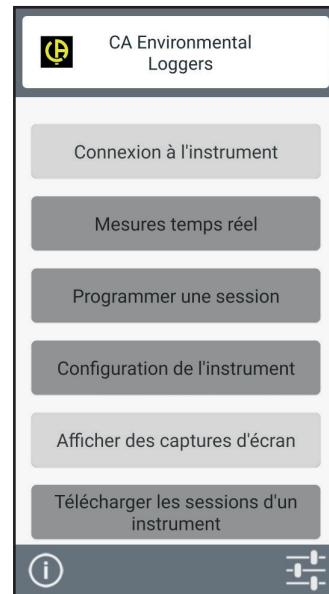 CA Environmental
Loggers
Connexion à l'instrument
Mesures temps réel
Programmer une session
Configuration de l'instrument
Afficher des captures d'écran
Télécharger les sessions d'un
instrument